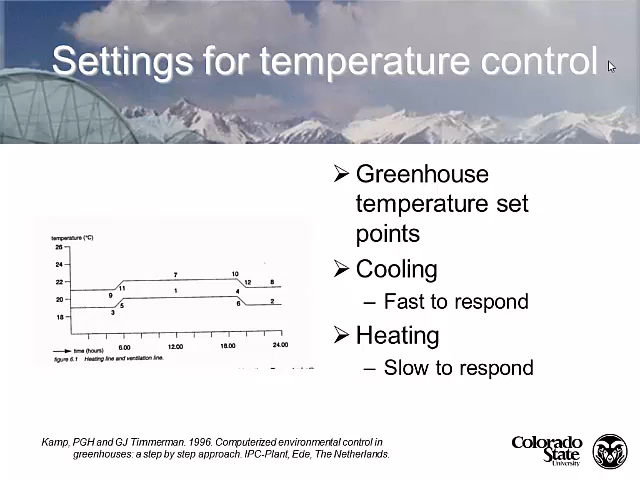 Settings for temperature control
➢ Greenhouse
temperature set
points
➢ Cooling
– Fast to respond
➢ Heating
– Slow to respond
temperature (°C)
26
24
22
20
18
7
10
11
12
8
9
1
4
5
6
2
3
time (hours)
6.00
12.00
18.00
24.00
figure 6.1 Heating line and ventilation line.
Kamp, PGH and GJ Timmerman. 1996. Computerized environmental control in
greenhouses: a step by step approach. IPC-Plant, Ede, The Netherlands.
Colorado
State
University